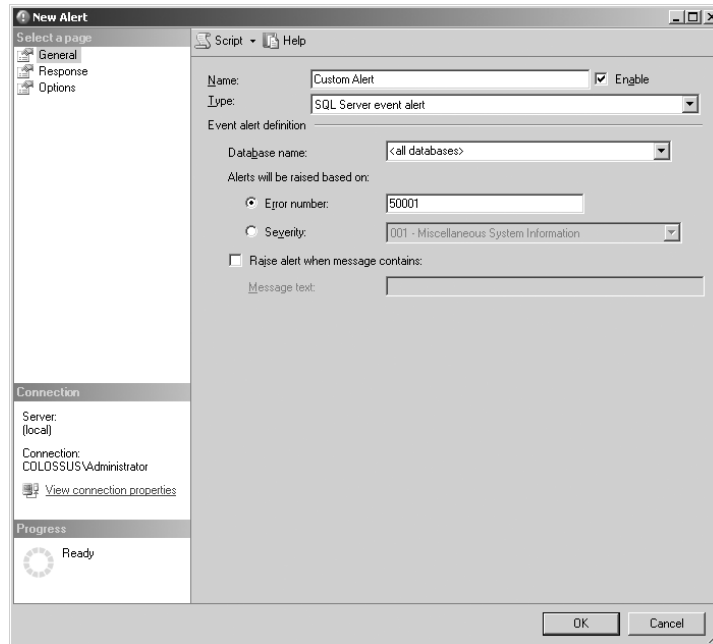 New Alert
Select a page
General
Response
Options
Script
Help
Name:
Custom Alert
Enable
Type:
SQL Server event alert
Event alert definition
Database name:
<all databases>
Alerts will be raised based on:
Error number:
50001
Severity:
001 - Miscellaneous System Information
Raise alert when message contains:
Message text:
Connection
Server:
(local)
Connection:
COLOSSUS\Administrator
View connection properties
Progress
Ready
OK
Cancel